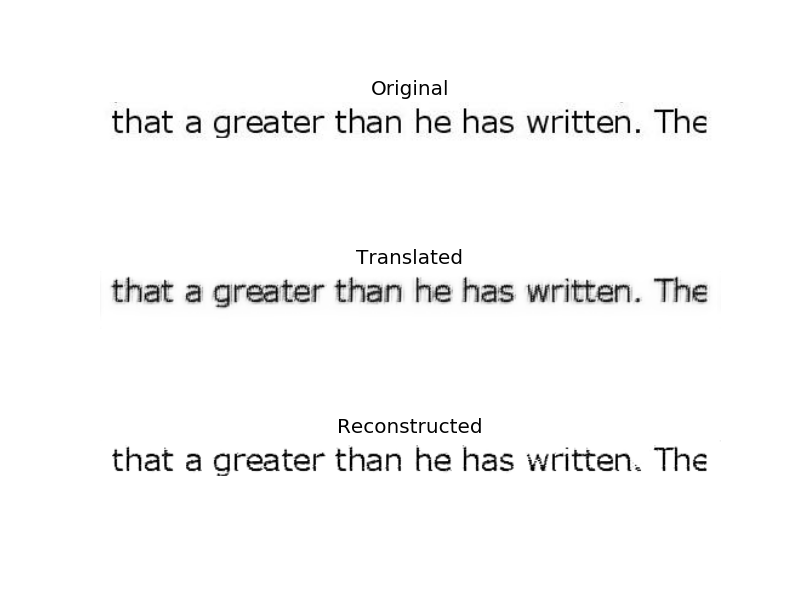 Original
that a greater than he has written. The
Translated
that a greater than he has written. The
Reconstructed
that a greater than he has written. The